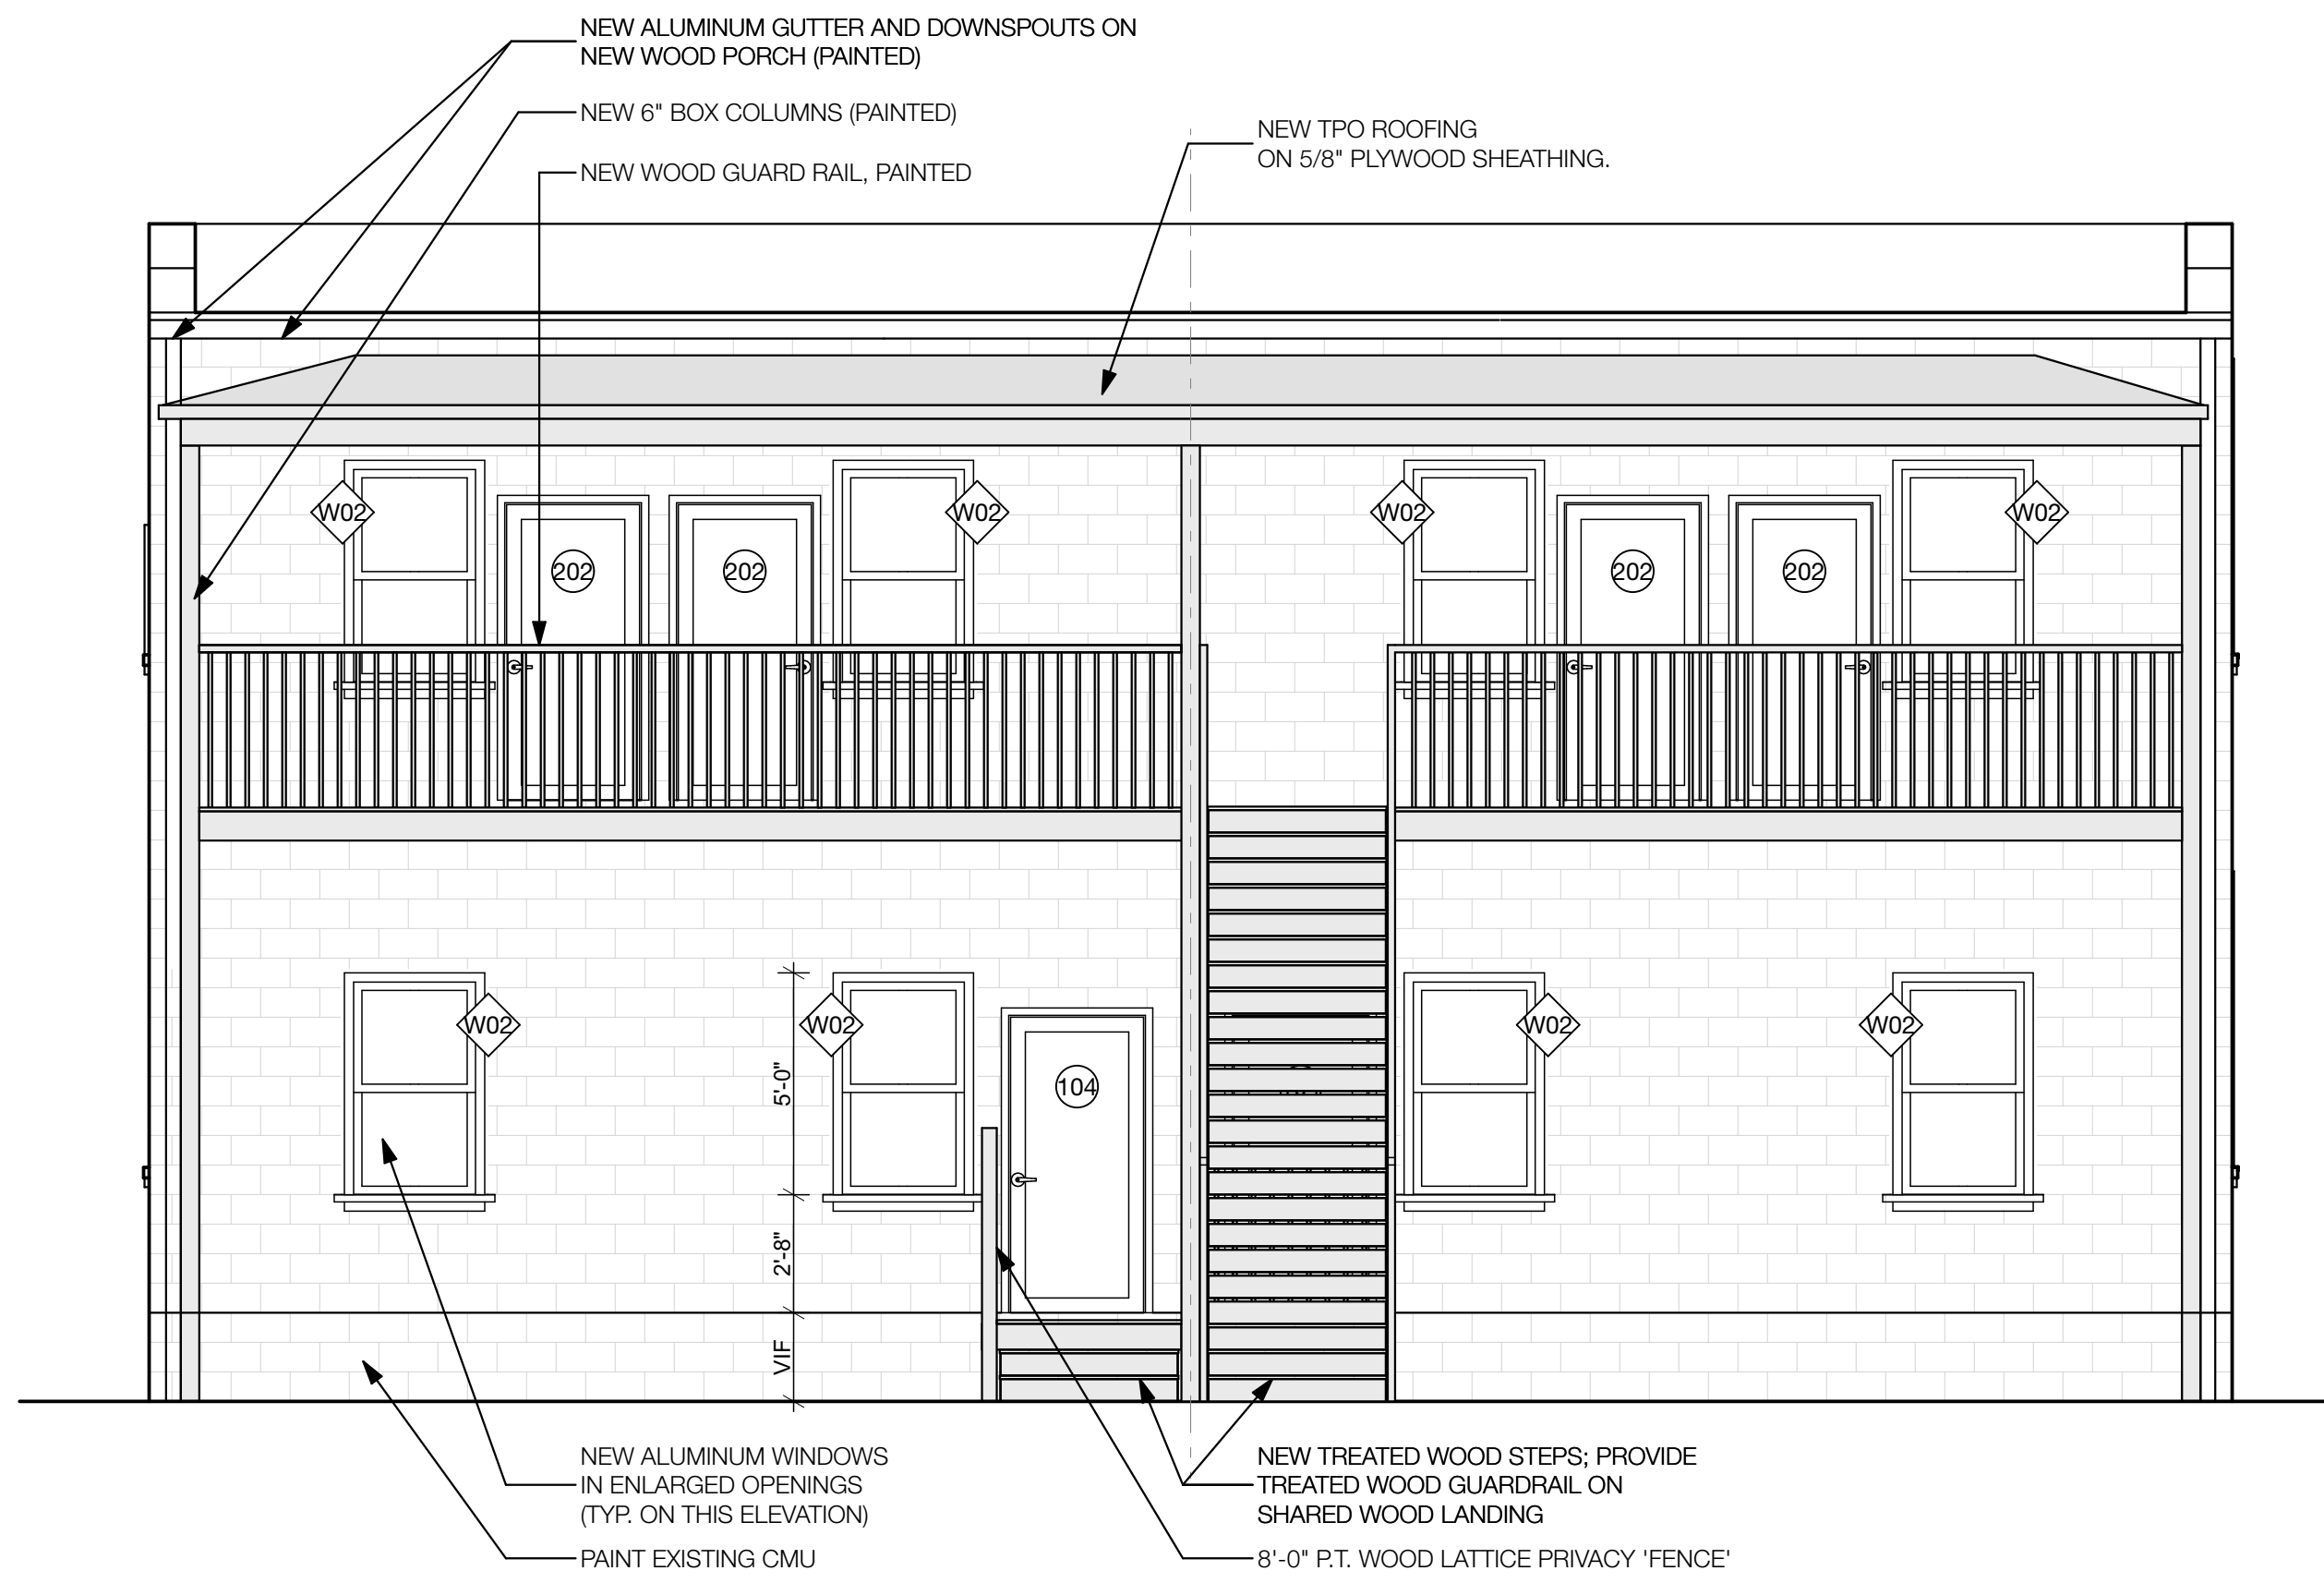 NEW ALUMINUM GUTTER AND DOWNSPOUTS ON
NEW WOOD PORCH (PAINTED)
NEW 6" BOX COLUMNS (PAINTED)
NEW WOOD GUARD RAIL, PAINTED
NEW TPO ROOFING
ON 5/8" PLYWOOD SHEATHING.
W02
W02
W02
W02
202
202
202
202
W02
W02
W02
W02
104
5'-0"
2'-8"
VIF
NEW ALUMINUM WINDOWS
IN ENLARGED OPENINGS
(TYP. ON THIS ELEVATION)
PAINT EXISTING CMU
NEW TREATED WOOD STEPS; PROVIDE
TREATED WOOD GUARDRAIL ON
SHARED WOOD LANDING
8'-0" P.T. WOOD LATTICE PRIVACY 'FENCE'